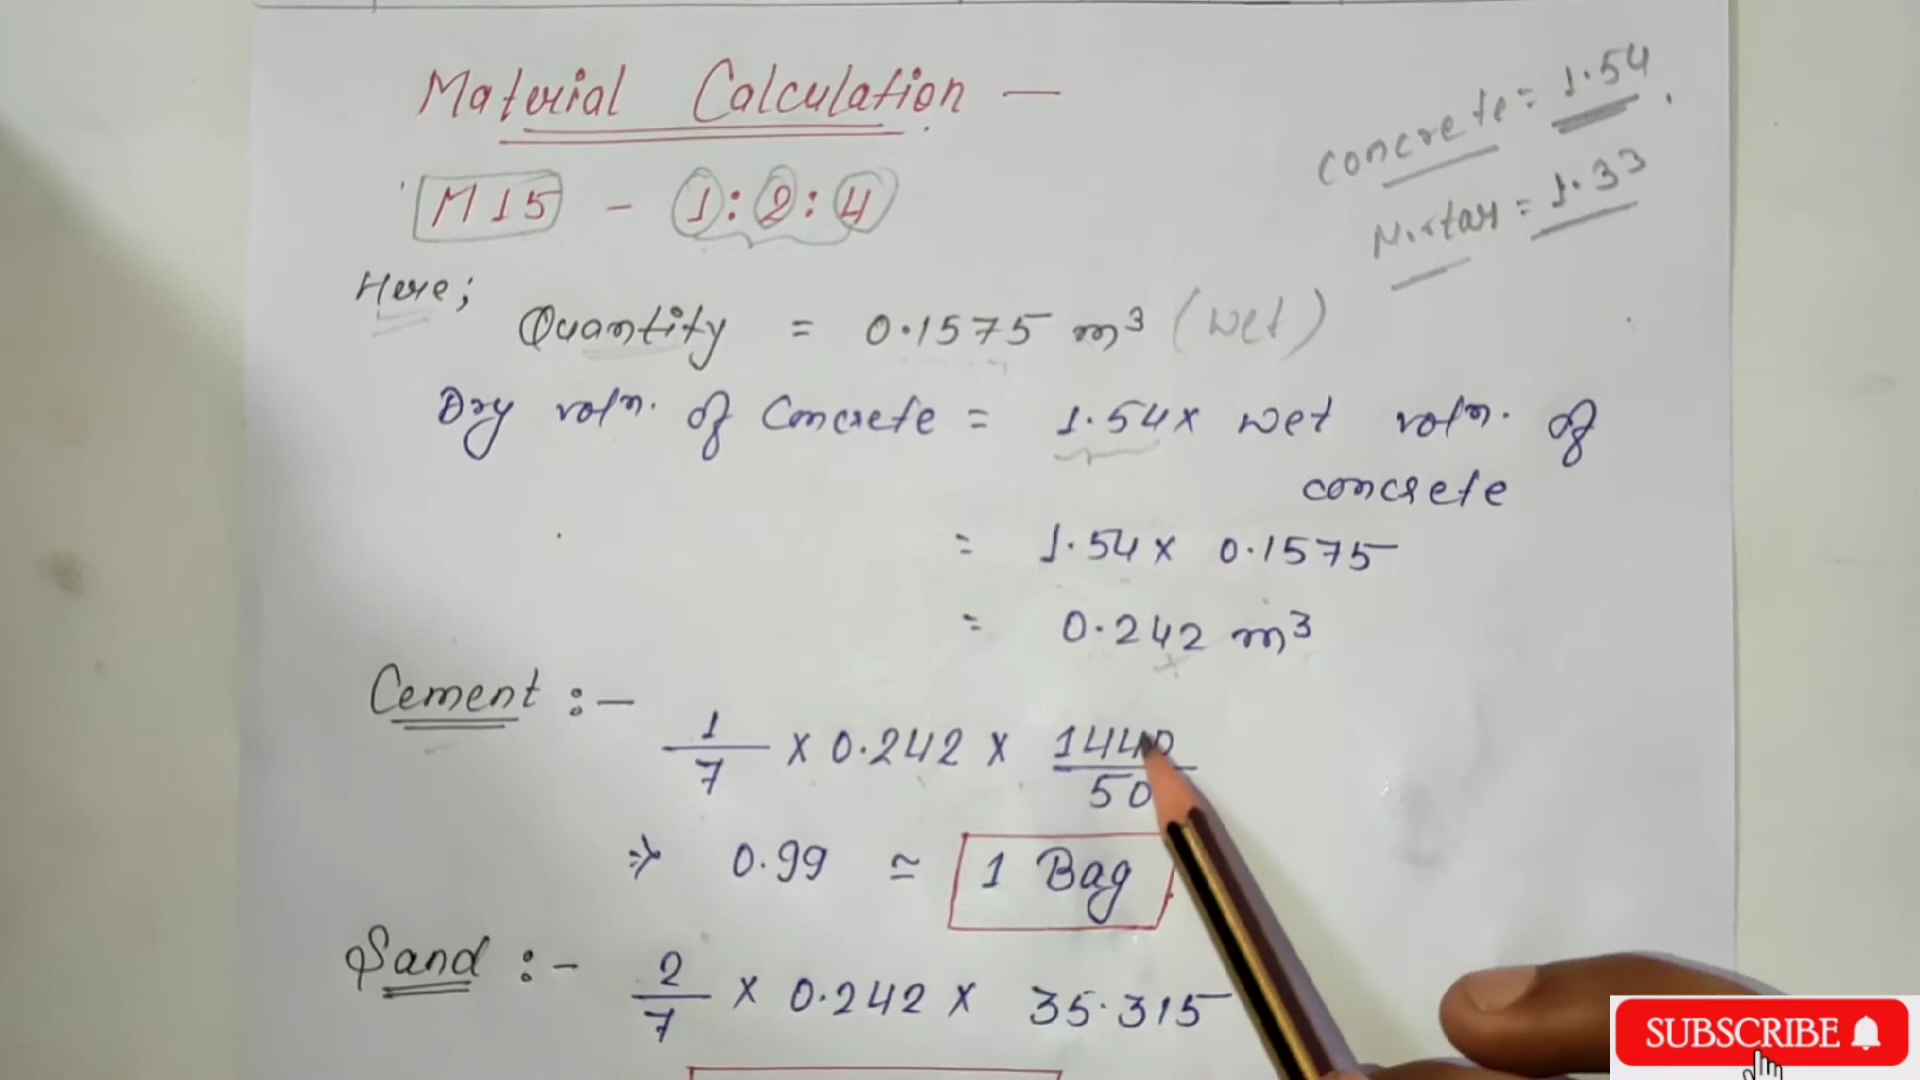 Material Calculation —
Concrete = 1.54
Mortar = 1.33
M15 - 1:2:4
Here;
Quantity = 0.1575 m³ (wet)
Dry volm. of Concrete = 1.54 x wet volm. of
concrete
= 1.54 x 0.1575
= 0.242 m³
Cement :-
1/7 x 0.242 x 1440/50
⇒ 0.99 ≃ 1 Bag
Sand :- 2/7 x 0.242 x 35.315
SUBSCRIBE